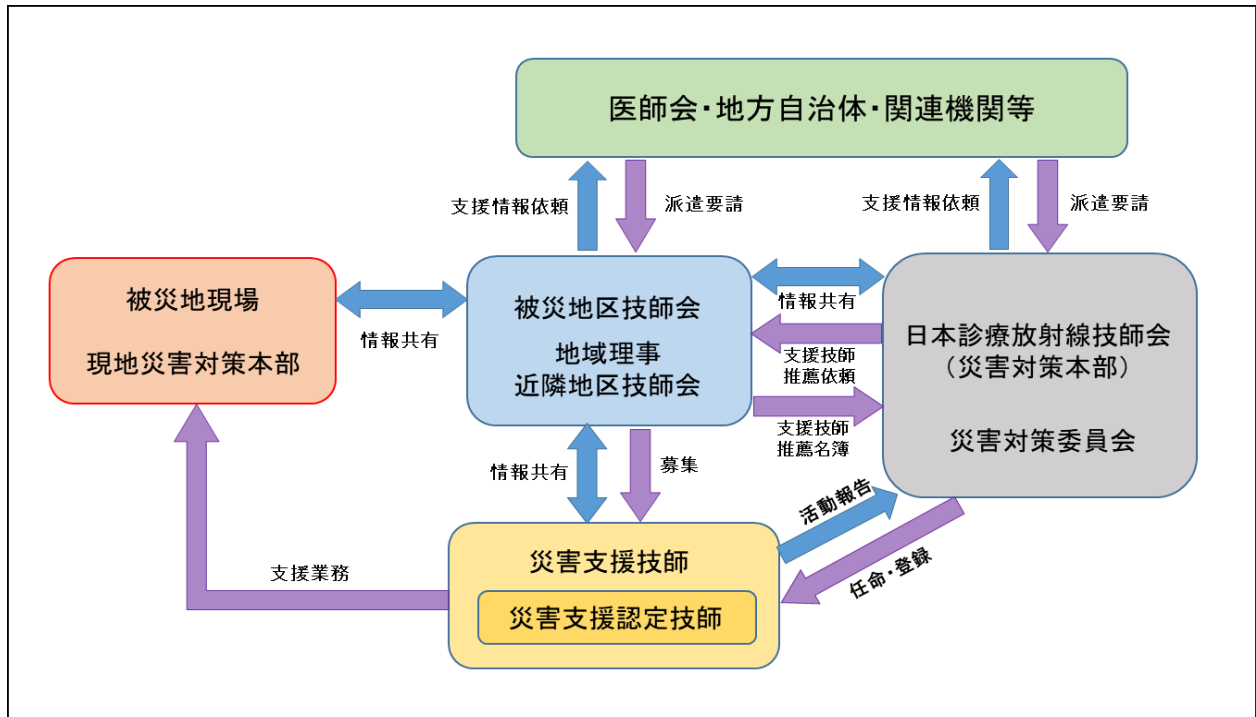 医師会・地方自治体・関連機関等
支援情報依頼
派遣要請
支援情報依頼
派遣要請
被災地現場
現地災害対策本部
情報共有
被災地区技師会
地域理事
近隣地区技師会
情報共有
支援技師
推薦依頼
支援技師
推薦名簿
日本診療放射線技師会
（災害対策本部）
災害対策委員会
情報共有
募集
活動報告
任命・登録
支援業務
災害支援技師
災害支援認定技師